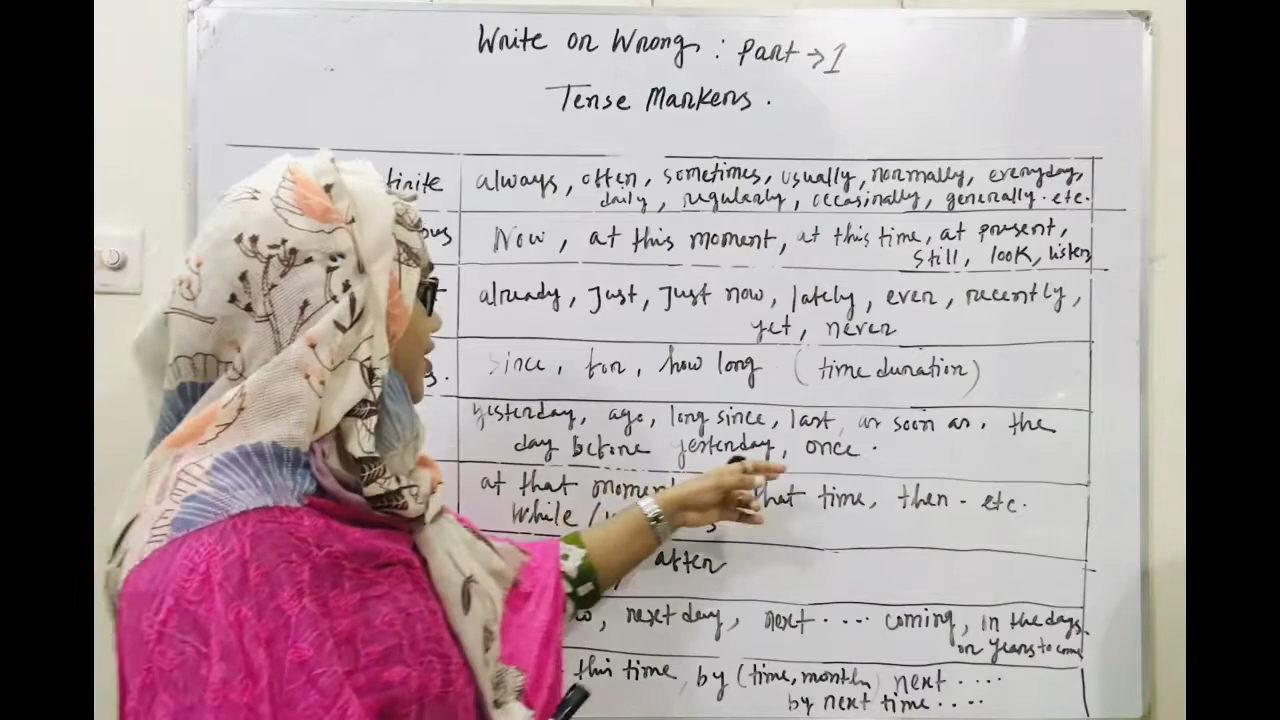 Write or Wrong : Part → 1
Tense Markers .
always, often, sometimes, usually, normally, everyday,
daily, regularly, occasinally, generally. etc.
Now, at this moment, at this time, at present,
still, look, listen
already, Just, Just now, lately, ever, recently,
yet, never
since, for, how long (time duration)
yesterday, ago, long since, last, as soon as, the
day before yesterday, once.
at that moment that time, then - etc.
While /
after
next day, next .... coming, in the days
or years to come
this time, by (time, month) next ....
by next time ....